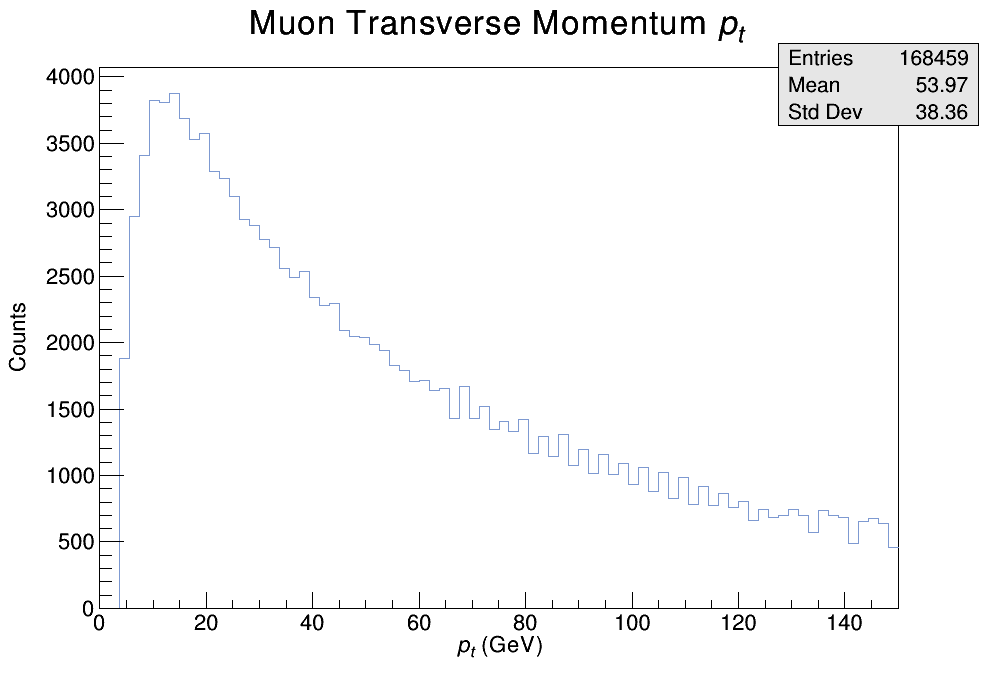 Muon Transverse Momentum pt
Entries 168459
Mean 53.97
Std Dev 38.36
4000
3500
3000
2500
2000
1500
1000
500
0
Counts
0 20 40 60 80 100 120 140
pt (GeV)